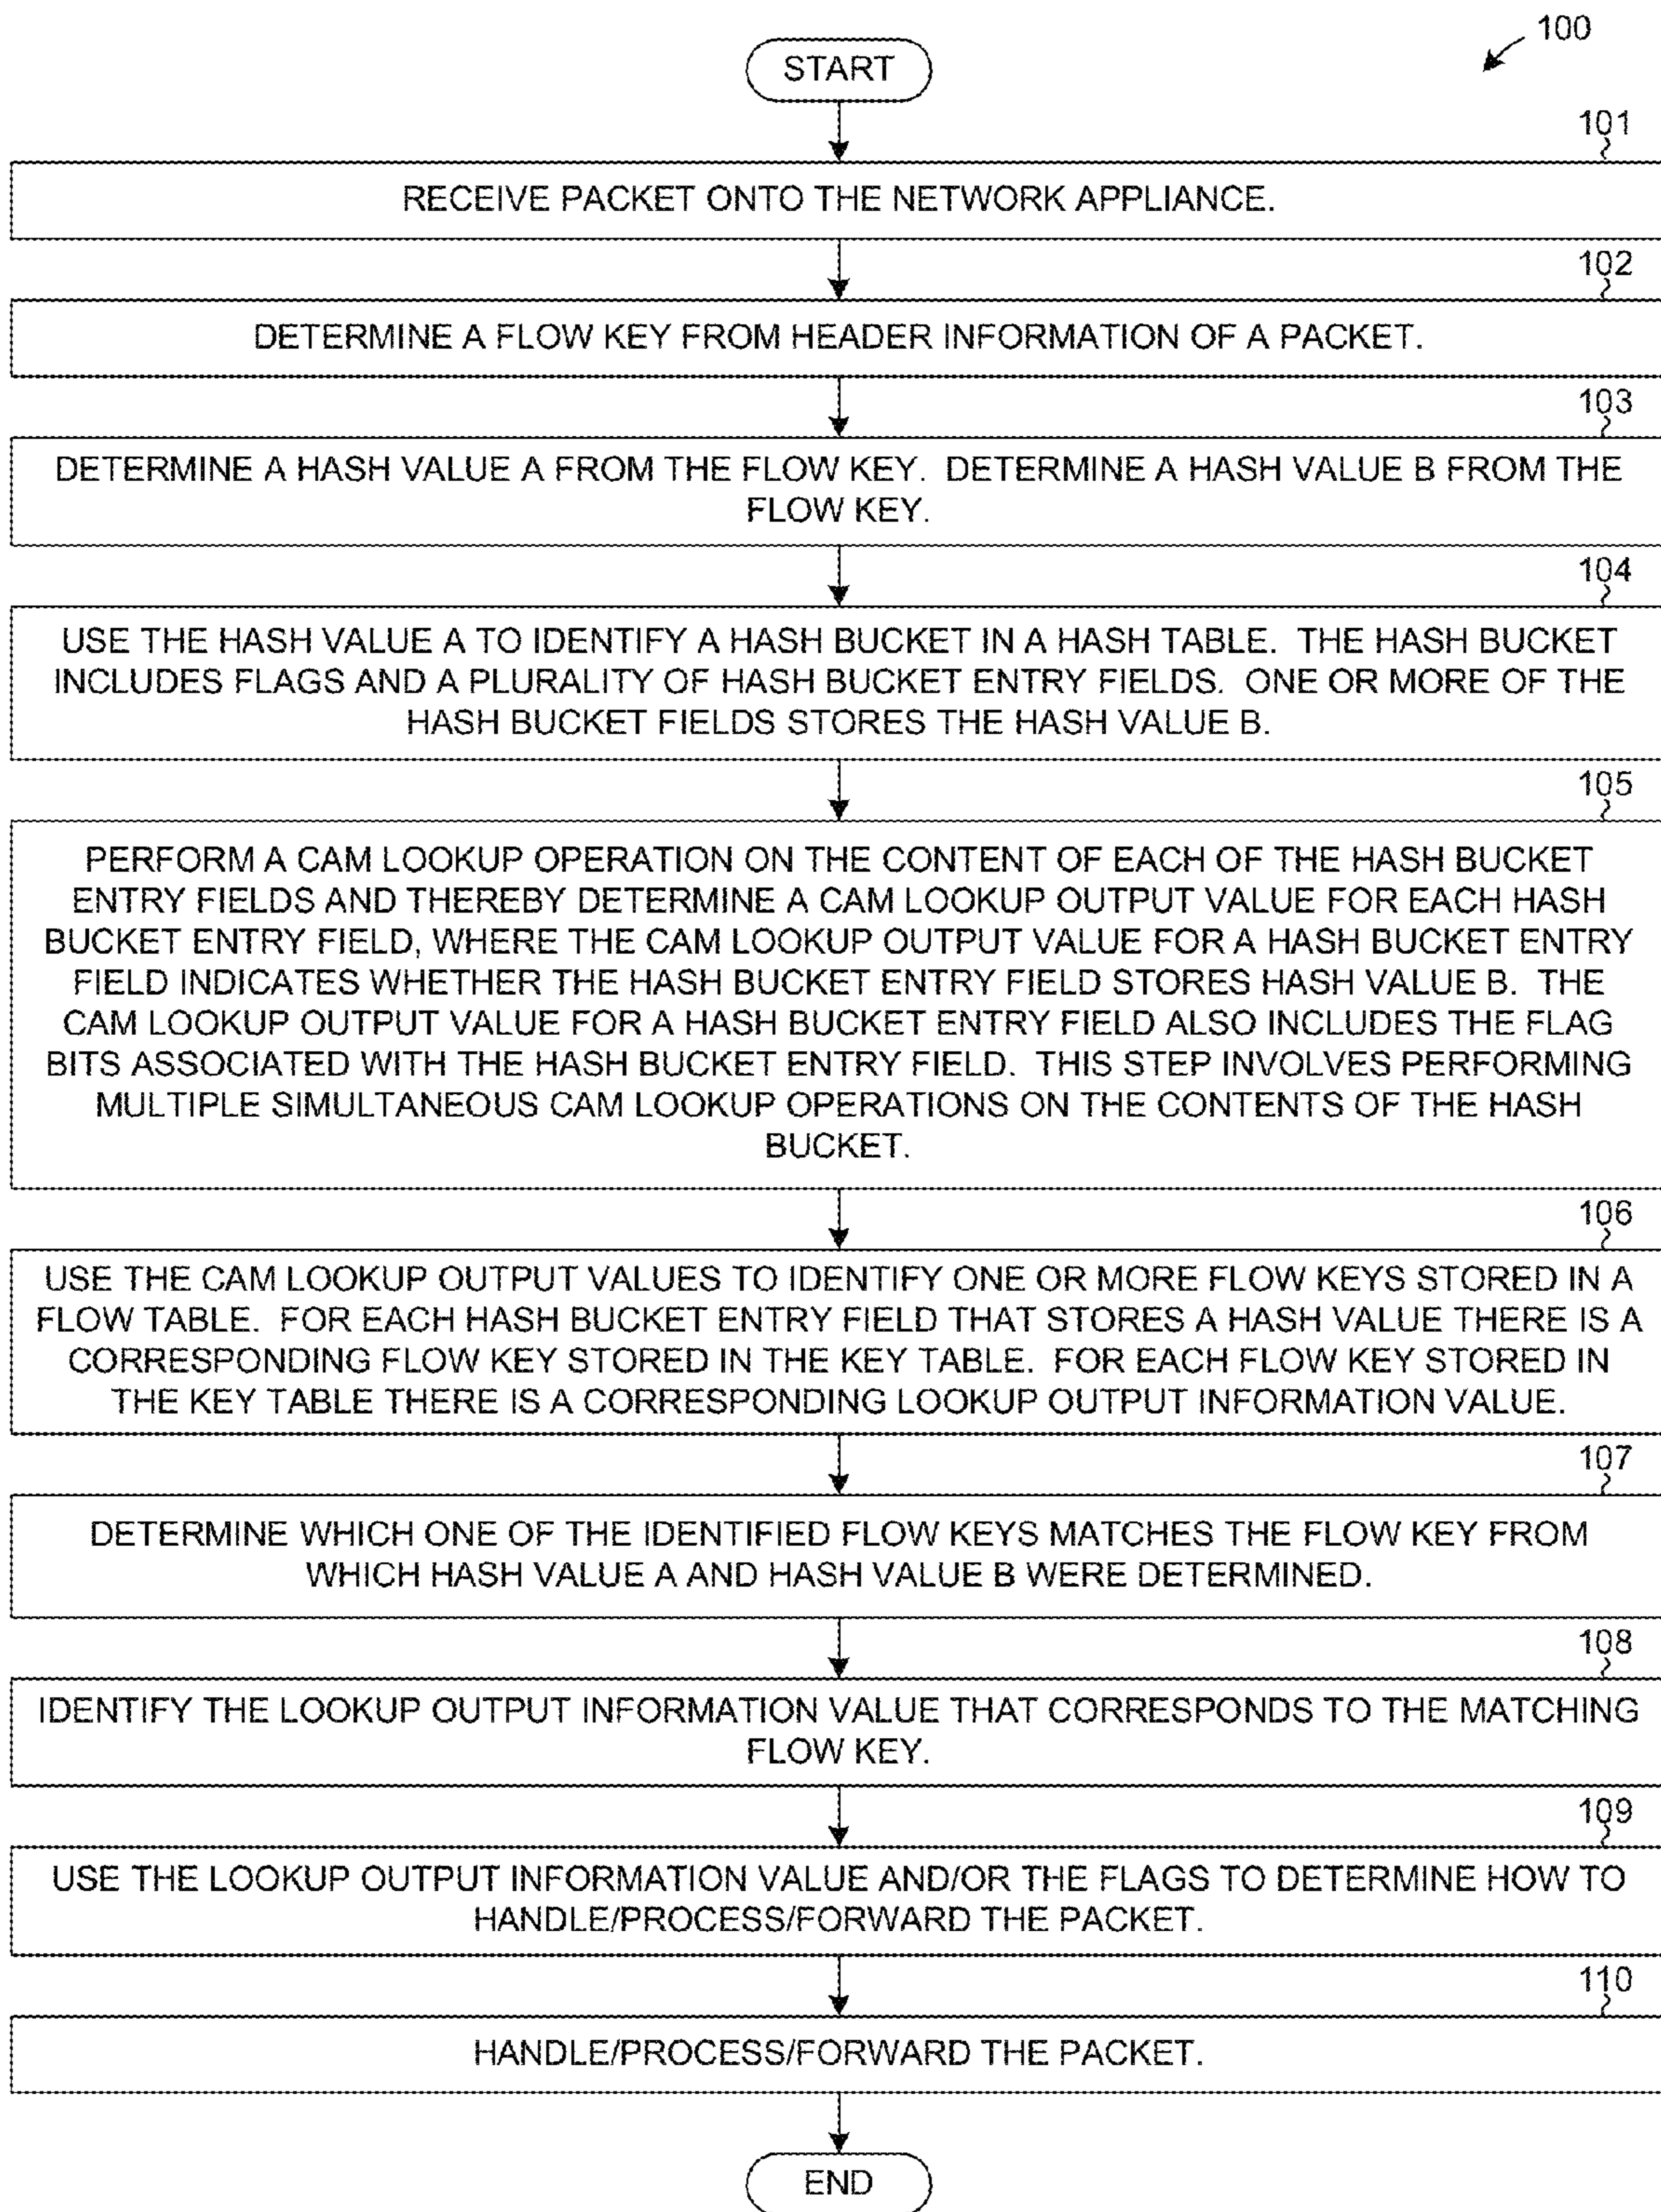 100
START
101
RECEIVE PACKET ONTO THE NETWORK APPLIANCE.
102
DETERMINE A FLOW KEY FROM HEADER INFORMATION OF A PACKET.
103
DETERMINE A HASH VALUE A FROM THE FLOW KEY. DETERMINE A HASH VALUE B FROM THE
FLOW KEY.
104
USE THE HASH VALUE A TO IDENTIFY A HASH BUCKET IN A HASH TABLE. THE HASH BUCKET
INCLUDES FLAGS AND A PLURALITY OF HASH BUCKET ENTRY FIELDS. ONE OR MORE OF THE
HASH BUCKET FIELDS STORES THE HASH VALUE B.
105
PERFORM A CAM LOOKUP OPERATION ON THE CONTENT OF EACH OF THE HASH BUCKET
ENTRY FIELDS AND THEREBY DETERMINE A CAM LOOKUP OUTPUT VALUE FOR EACH HASH
BUCKET ENTRY FIELD, WHERE THE CAM LOOKUP OUTPUT VALUE FOR A HASH BUCKET ENTRY
FIELD INDICATES WHETHER THE HASH BUCKET ENTRY FIELD STORES HASH VALUE B. THE
CAM LOOKUP OUTPUT VALUE FOR A HASH BUCKET ENTRY FIELD ALSO INCLUDES THE FLAG
BITS ASSOCIATED WITH THE HASH BUCKET ENTRY FIELD. THIS STEP INVOLVES PERFORMING
MULTIPLE SIMULTANEOUS CAM LOOKUP OPERATIONS ON THE CONTENTS OF THE HASH
BUCKET.
106
USE THE CAM LOOKUP OUTPUT VALUES TO IDENTIFY ONE OR MORE FLOW KEYS STORED IN A
FLOW TABLE. FOR EACH HASH BUCKET ENTRY FIELD THAT STORES A HASH VALUE THERE IS A
CORRESPONDING FLOW KEY STORED IN THE KEY TABLE. FOR EACH FLOW KEY STORED IN
THE KEY TABLE THERE IS A CORRESPONDING LOOKUP OUTPUT INFORMATION VALUE.
107
DETERMINE WHICH ONE OF THE IDENTIFIED FLOW KEYS MATCHES THE FLOW KEY FROM
WHICH HASH VALUE A AND HASH VALUE B WERE DETERMINED.
108
IDENTIFY THE LOOKUP OUTPUT INFORMATION VALUE THAT CORRESPONDS TO THE MATCHING
FLOW KEY.
109
USE THE LOOKUP OUTPUT INFORMATION VALUE AND/OR THE FLAGS TO DETERMINE HOW TO
HANDLE/PROCESS/FORWARD THE PACKET.
110
HANDLE/PROCESS/FORWARD THE PACKET.
END